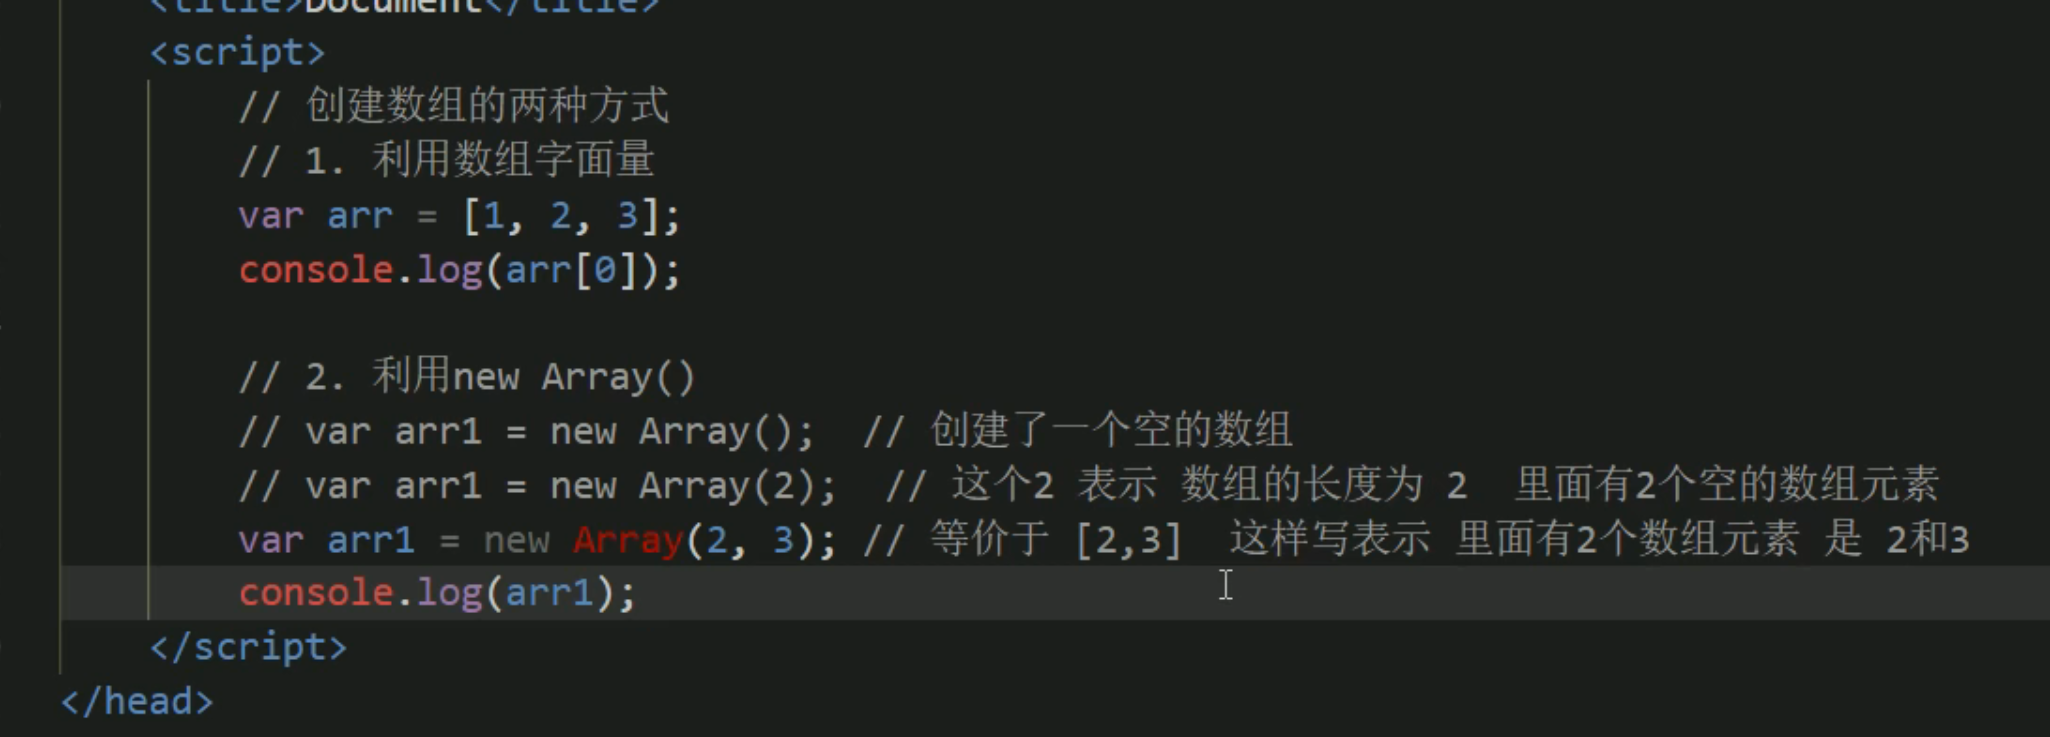 <title>Document</title>
<script>
// 创建数组的两种方式
// 1. 利用数组字面量
var arr = [1, 2, 3];
console.log(arr[0]);
// 2. 利用new Array()
// var arr1 = new Array();  // 创建了一个空的数组
// var arr1 = new Array(2);  // 这个2 表示 数组的长度为 2  里面有2个空的数组元素
var arr1 = new Array(2, 3); // 等价于 [2,3]  这样写表示 里面有2个数组元素 是 2和3
console.log(arr1);
</script>
</head>